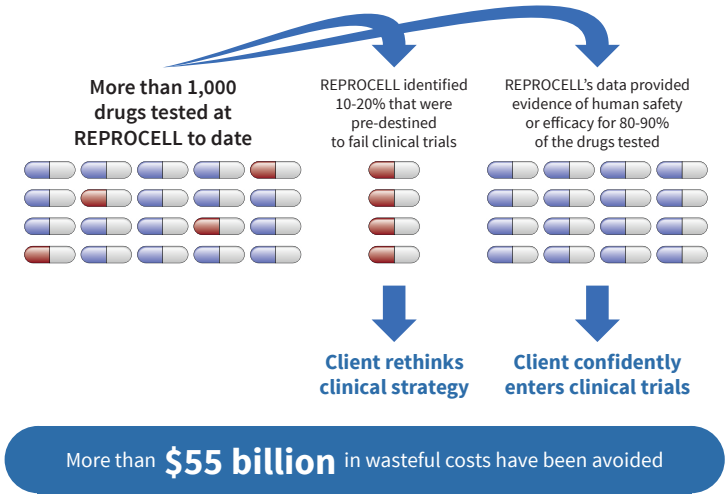 More than 1,000
drugs tested at
REPROCELL to date
REPROCELL identified
10-20% that were
pre-destined
to fail clinical trials
REPROCELL's data provided
evidence of human safety
or efficacy for 80-90%
of the drugs tested
Client rethinks
clinical strategy
Client confidently
enters clinical trials
More than $55 billion in wasteful costs have been avoided